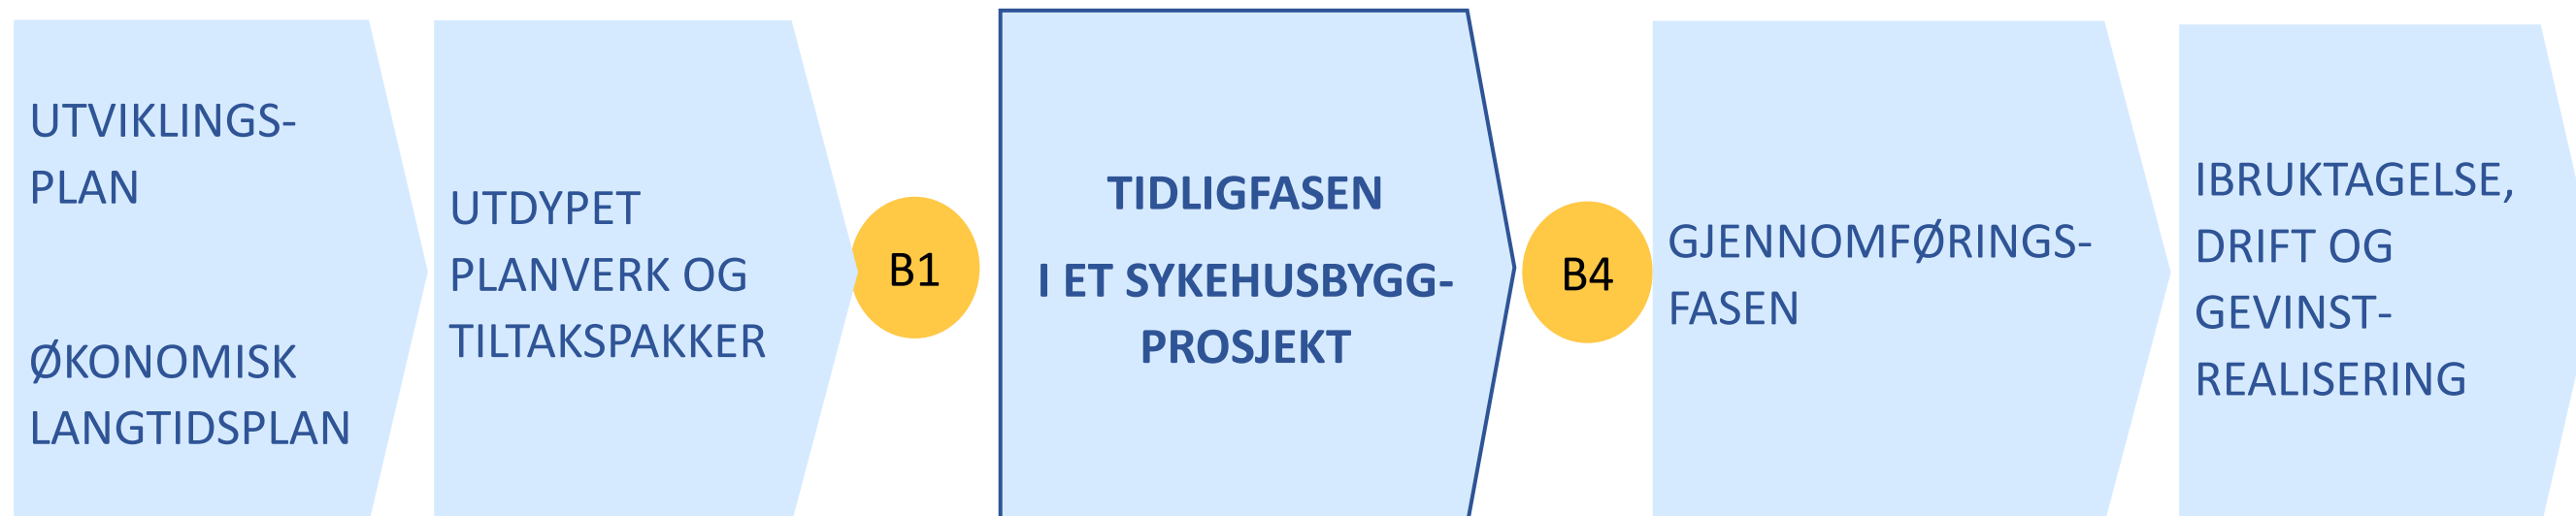 UTVIKLINGS-
PLAN
ØKONOMISK
LANGTIDSPLAN
UTDYPET
PLANVERK OG
TILTAKSPAKKER
B1
TIDLIGFASEN
I ET SYKEHUSBYGG-
PROSJEKT
B4
GJENNOMFØRINGS-
FASEN
IBRUKTAGELSE,
DRIFT OG
GEVINST-
REALISERING